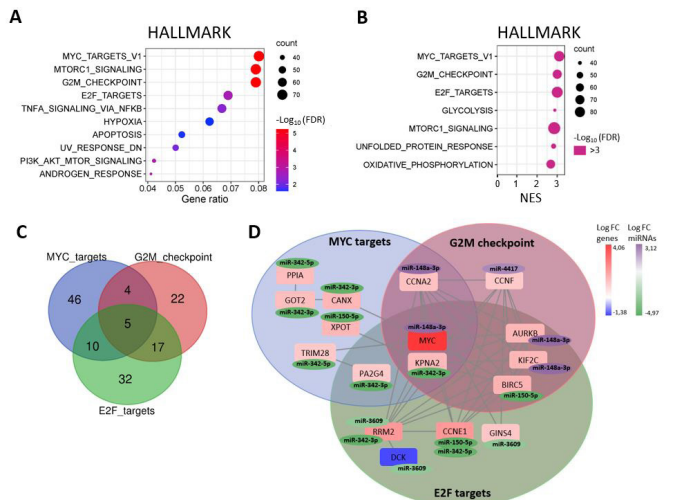 A
HALLMARK
MYC_TARGETS_V1
MTORC1_SIGNALING
G2M_CHECKPOINT
E2F_TARGETS
TNFA_SIGNALING_VIA_NFKB
HYPOXIA
APOPTOSIS
UV_RESPONSE_DN
PI3K_AKT_MTOR_SIGNALING
ANDROGEN_RESPONSE
0.04 0.05 0.06 0.07 0.08
Gene ratio
count
40
50
60
70
-Log10 (FDR)
5
4
3
2
B
HALLMARK
MYC_TARGETS_V1
G2M_CHECKPOINT
E2F_TARGETS
GLYCOLYSIS
MTORC1_SIGNALING
UNFOLDED_PROTEIN_RESPONSE
OXIDATIVE_PHOSPHORYLATION
0 1 2 3
NES
count
40
50
60
70
80
-Log10 (FDR)
>3
C
MYC_targets
G2M_checkpoint
46
4
22
5
10
17
32
E2F_targets
D
MYC targets
G2M checkpoint
miR-342-5p
PPIA
GOT2
miR-342-3p
miR-342-3p
CANX
miR-150-5p
XPOT
TRIM28
miR-342-5p
PA2G4
miR-342-3p
miR-148a-3p
CCNA2
miR-4417
CCNF
miR-148a-3p
MYC
KPNA2
miR-342-3p
AURKB
miR-148a-3p
KIF2C
miR-148a-3p
BIRC5
miR-150-5p
miR-3609
RRM2
miR-342-3p
DCK
miR-3609
CCNE1
miR-150-5p
miR-342-5p
GINS4
miR-3609
E2F targets
Log FC
genes
4,06
-1,38
Log FC
miRNAs
3,12
-4,97